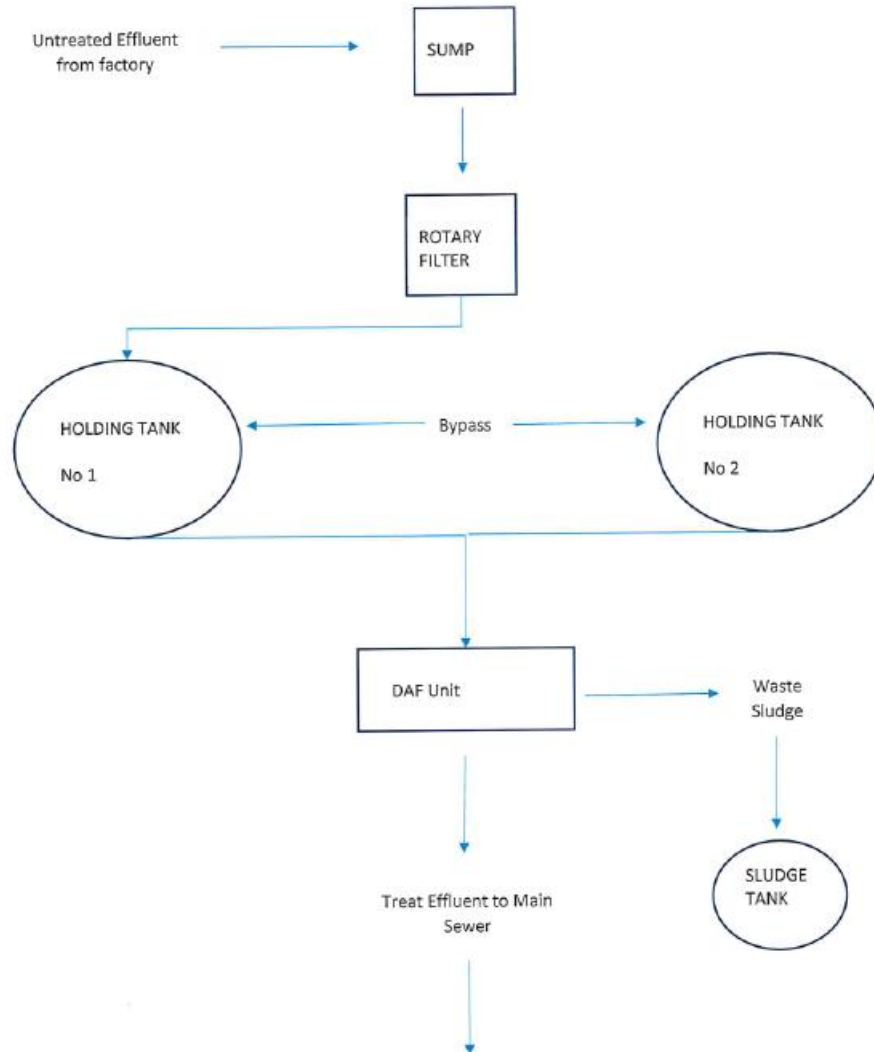 Untreated Effluent
from factory
SUMP
ROTARY
FILTER
HOLDING TANK
No 1
Bypass
HOLDING TANK
No 2
DAF Unit
Waste
Sludge
SLUDGE
TANK
Treat Effluent to Main
Sewer